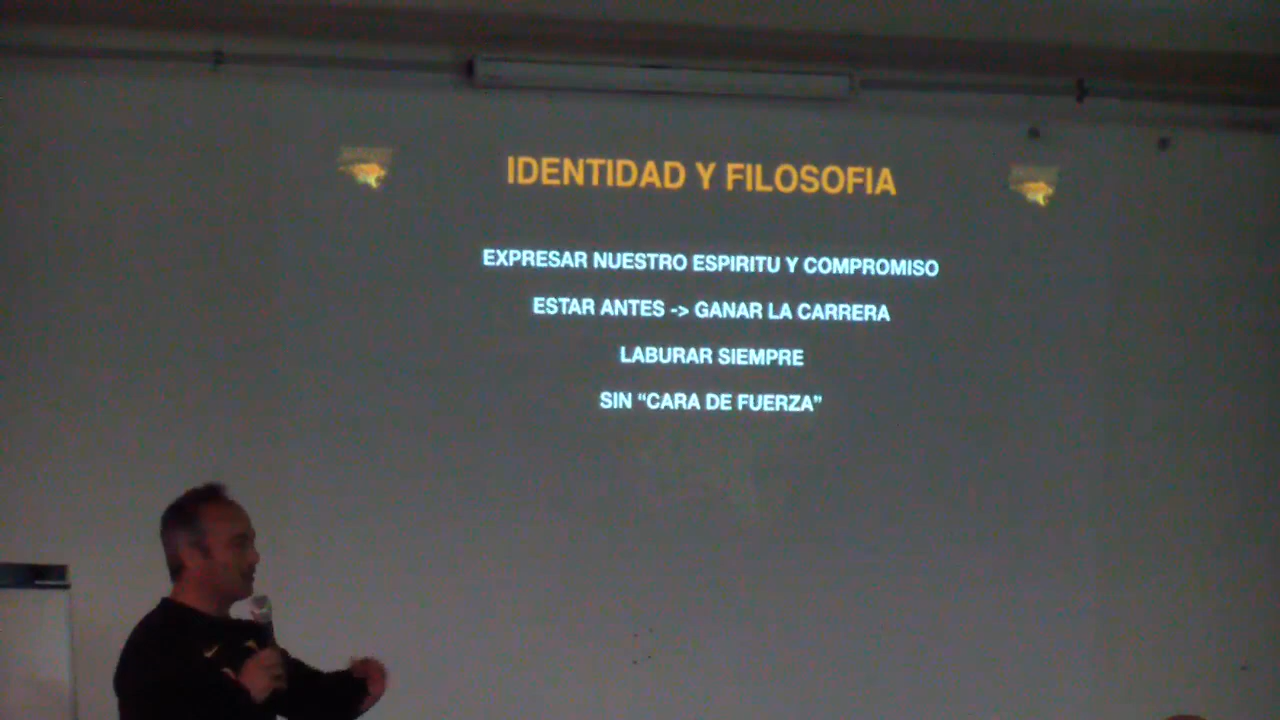 IDENTIDAD Y FILOSOFIA
EXPRESAR NUESTRO ESPIRITU Y COMPROMISO
ESTAR ANTES -> GANAR LA CARRERA
LABURAR SIEMPRE
SIN “CARA DE FUERZA”